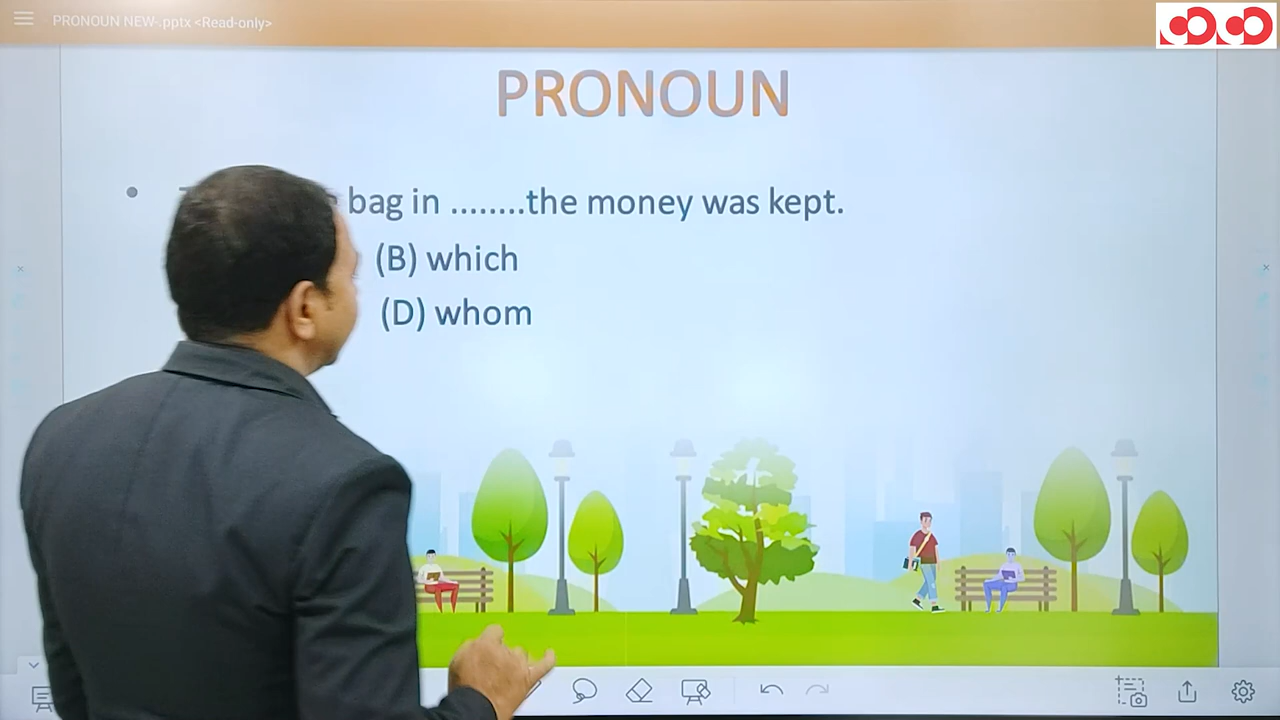 PRONOUN NEW-.pptx <Read-only>
PRONOUN
bag in ........the money was kept.
(B) which
(D) whom